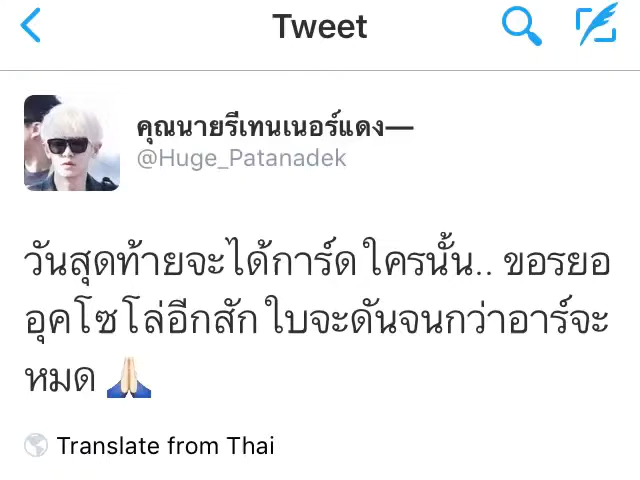 Tweet
คุณนายรีเทนเนอร์แดง—
@Huge_Patanadek
วันสุดท้ายจะได้การ์ดใครนั้น.. ขอรยอ
อุคโซโล่อีกสัก ใบจะดันจนกว่าอาร์จะ
หมด 🙏🏻
Translate from Thai